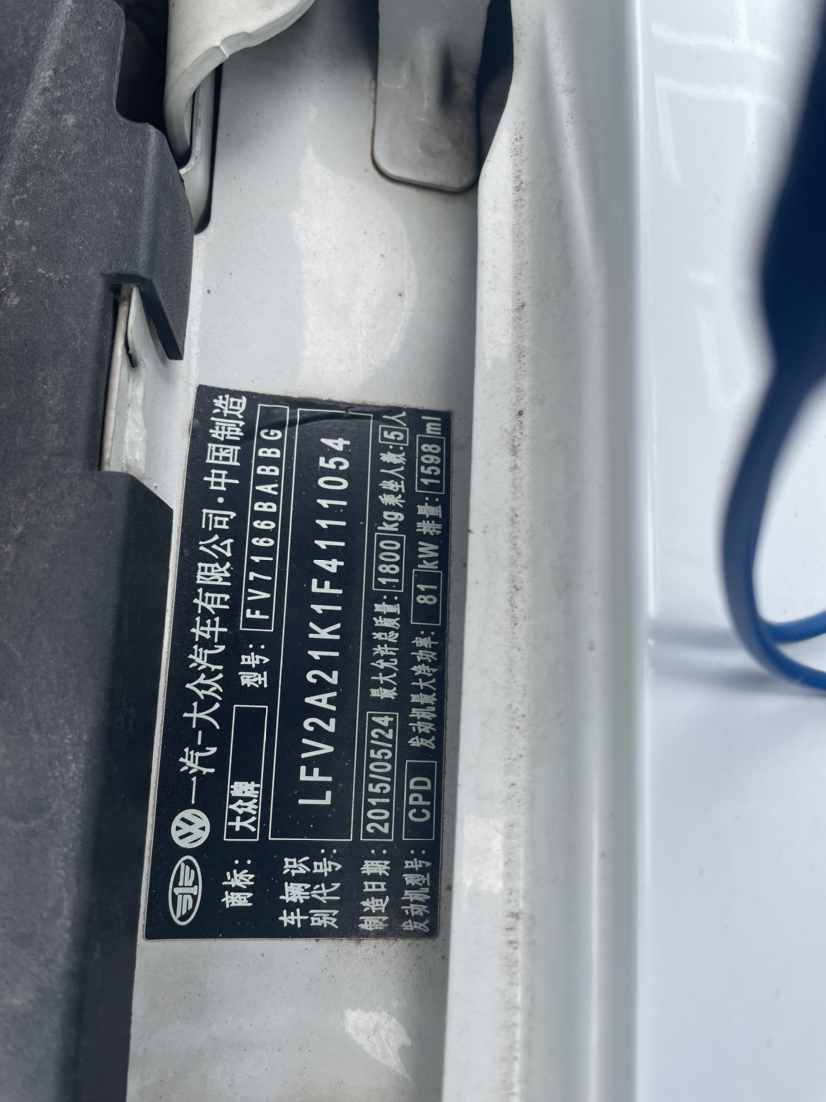 一汽-大众汽车有限公司·中国制造
商标: 大众牌 型号: FV7166BABBG
车辆识别代号: LFV2A21K1F4111054
制造日期: 2015/05/24 最大允许总质量: 1800 kg 乘坐人数: 5 人
发动机型号: CPD 发动机最大净功率: 81 kW 排量: 1598 ml